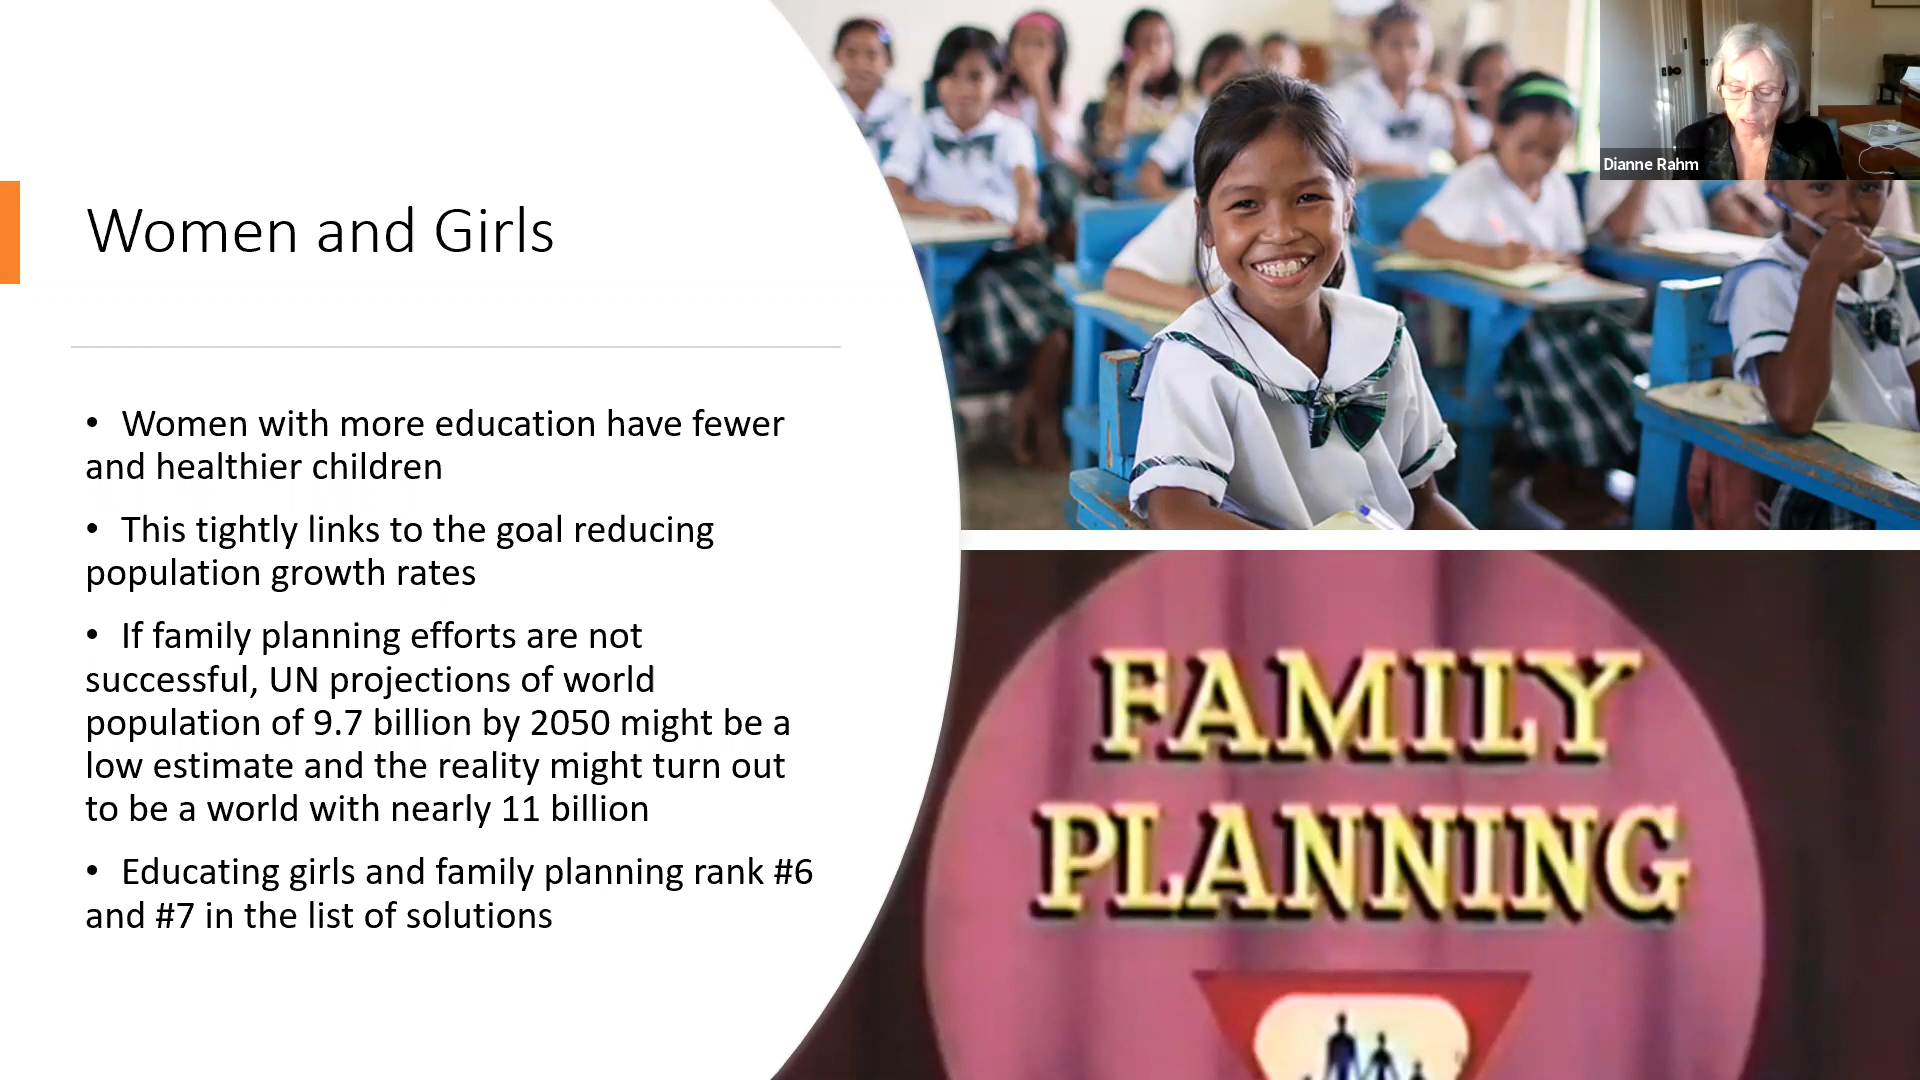 Dianne Rahm
Women and Girls
• Women with more education have fewer
and healthier children
• This tightly links to the goal reducing
population growth rates
• If family planning efforts are not
successful, UN projections of world
population of 9.7 billion by 2050 might be a
low estimate and the reality might turn out
to be a world with nearly 11 billion
• Educating girls and family planning rank #6
and #7 in the list of solutions
FAMILY
PLANNING